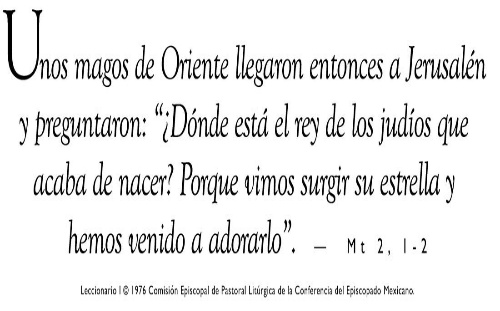 Unos magos de Oriente llegaron entonces a Jerusalén
y preguntaron: “¿Dónde está el rey de los judíos que
acaba de nacer? Porque vimos surgir su estrella y
hemos venido a adorarlo”. — Mt 2, 1-2
Leccionario I © 1976 Comisión Episcopal de Pastoral Litúrgica de la Conferencia del Episcopado Mexicano.